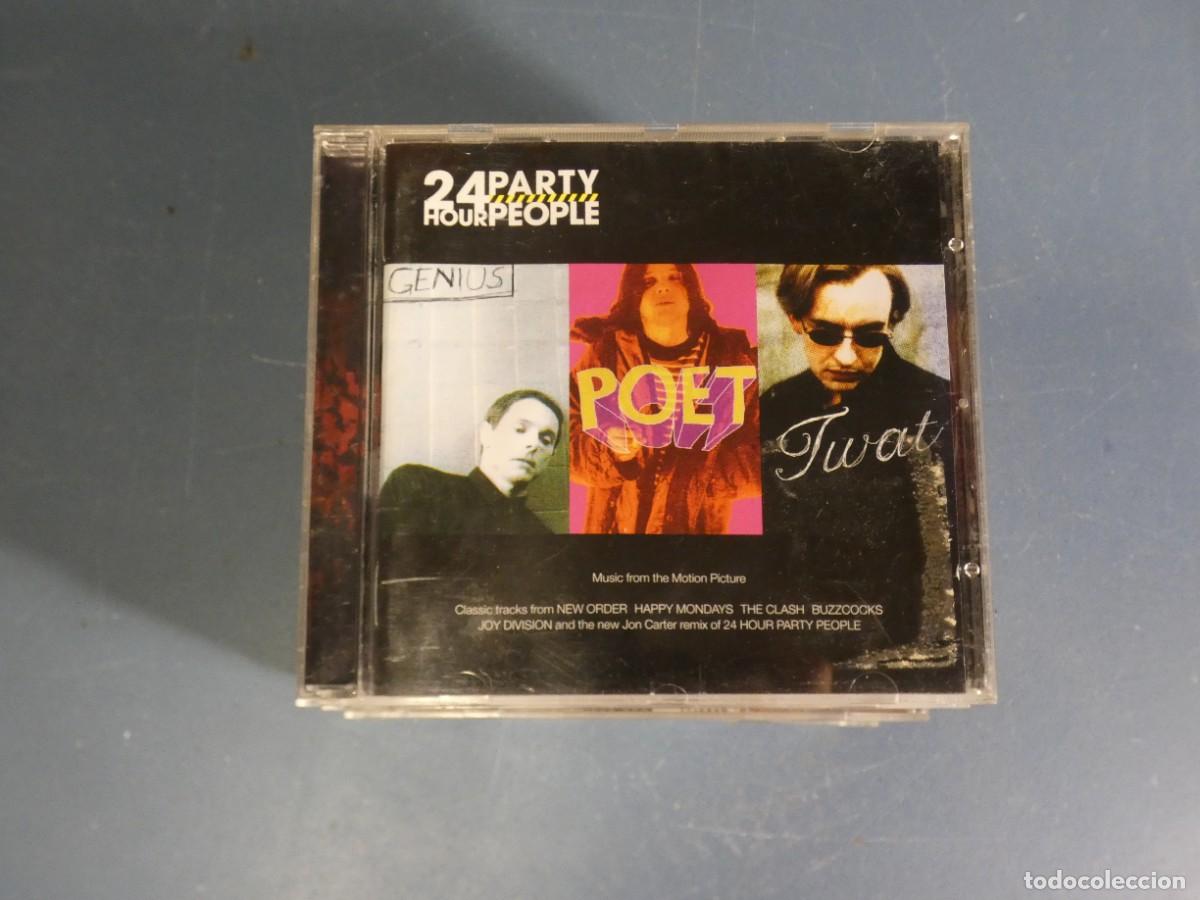 24 PARTY
HOUR PEOPLE
GENIUS
POET
Twat
Music from the Motion Picture
Classic tracks from NEW ORDER HAPPY MONDAYS THE CLASH BUZZCOCKS
JOY DIVISION and the new Jon Carter remix of 24 HOUR PARTY PEOPLE
todocoleccion